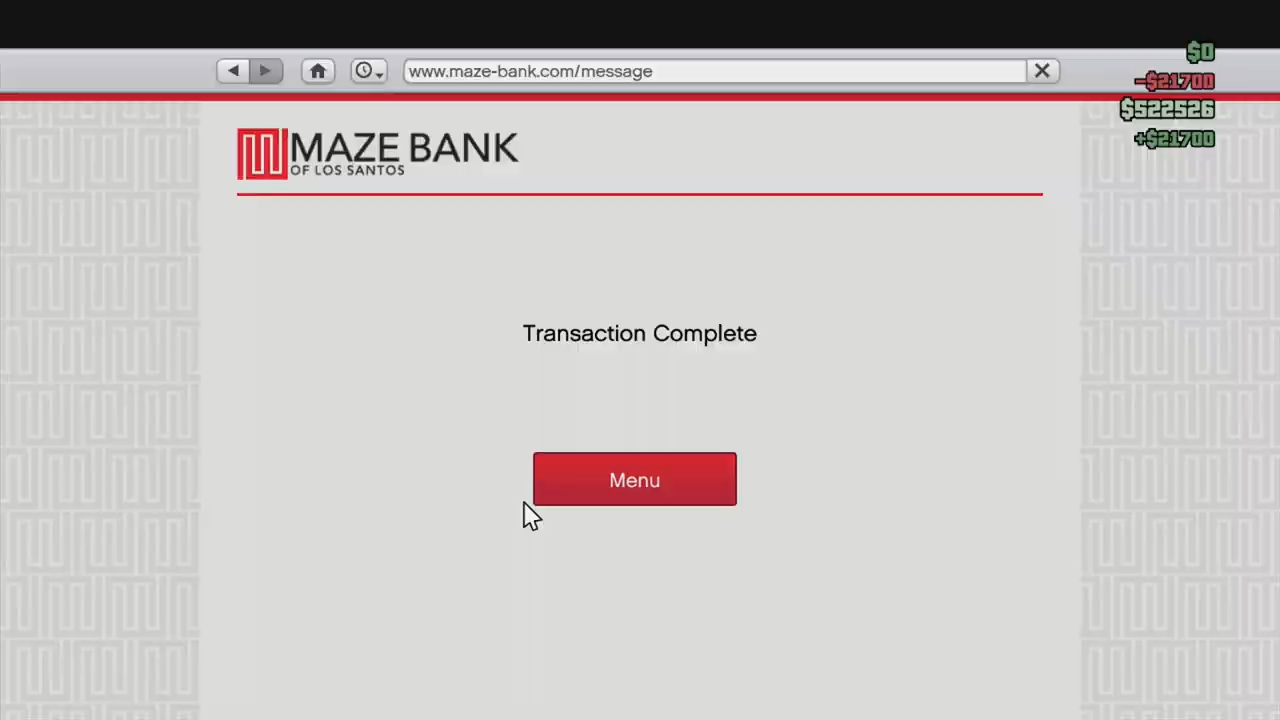 www.maze-bank.com/message
$0
-$21700
$522526
+$21700
MAZE BANK
OF LOS SANTOS
Transaction Complete
Menu